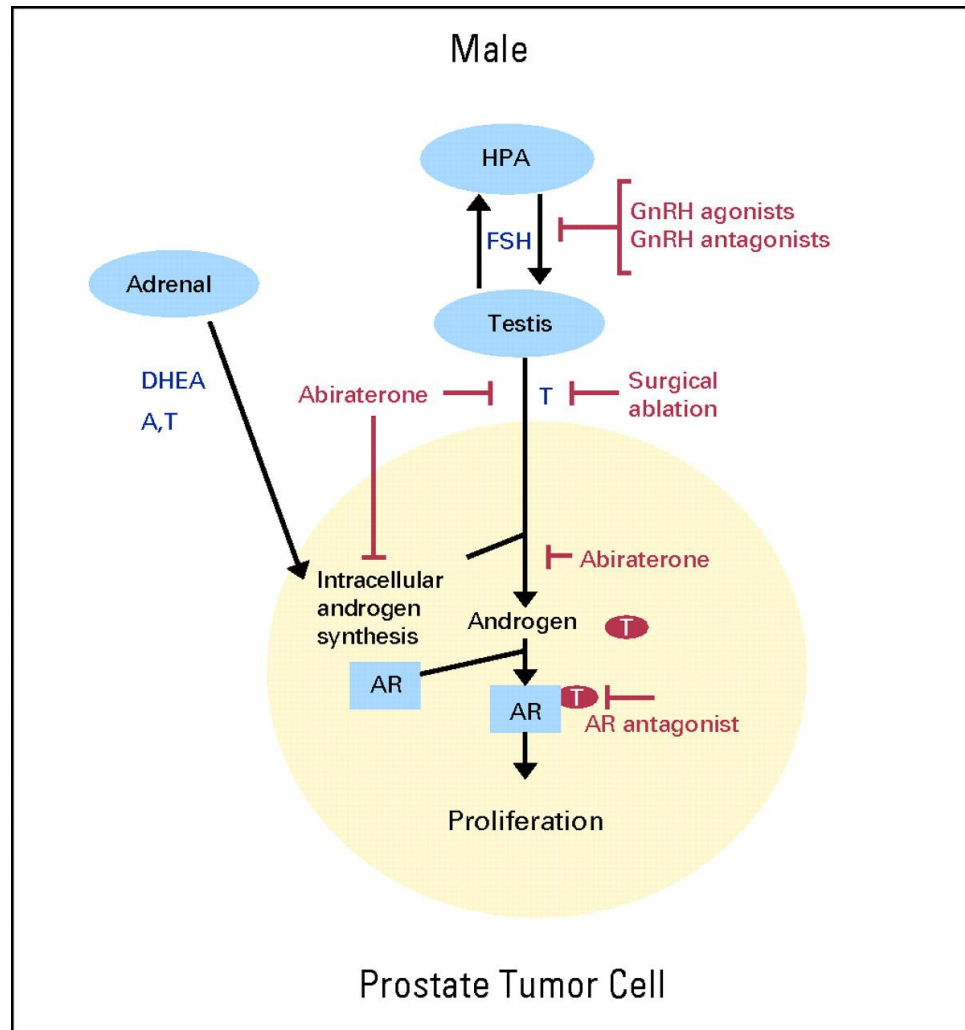 Male
HPA
GnRH agonists
GnRH antagonists
FSH
Adrenal
Testis
DHEA
A,T
Abiraterone
T
Surgical
ablation
Abiraterone
Intracellular
androgen
synthesis
Androgen
T
AR
AR
T
AR antagonist
Proliferation
Prostate Tumor Cell